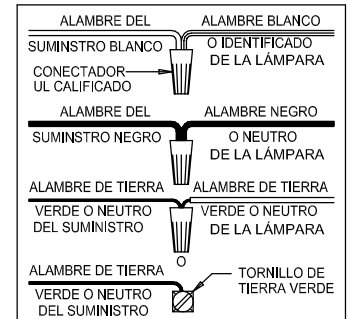 ALAMBRE DEL
SUMINSTRO BLANCO
ALAMBRE BLANCO
O IDENTIFICADO
DE LA LÁMPARA
CONECTADOR
UL CALIFICADO
ALAMBRE DEL
SUMINSTRO NEGRO
ALAMBRE NEGRO
O NEUTRO
DE LA LÁMPARA
ALAMBRE DE TIERRA
VERDE O NEUTRO
DEL SUMINISTRO
ALAMBRE DE TIERRA
VERDE O NEUTRO
DE LA LÁMPARA
O
ALAMBRE DE TIERRA
VERDE O NEUTRO
DEL SUMINISTRO
TORNILLO DE
TIERRA VERDE